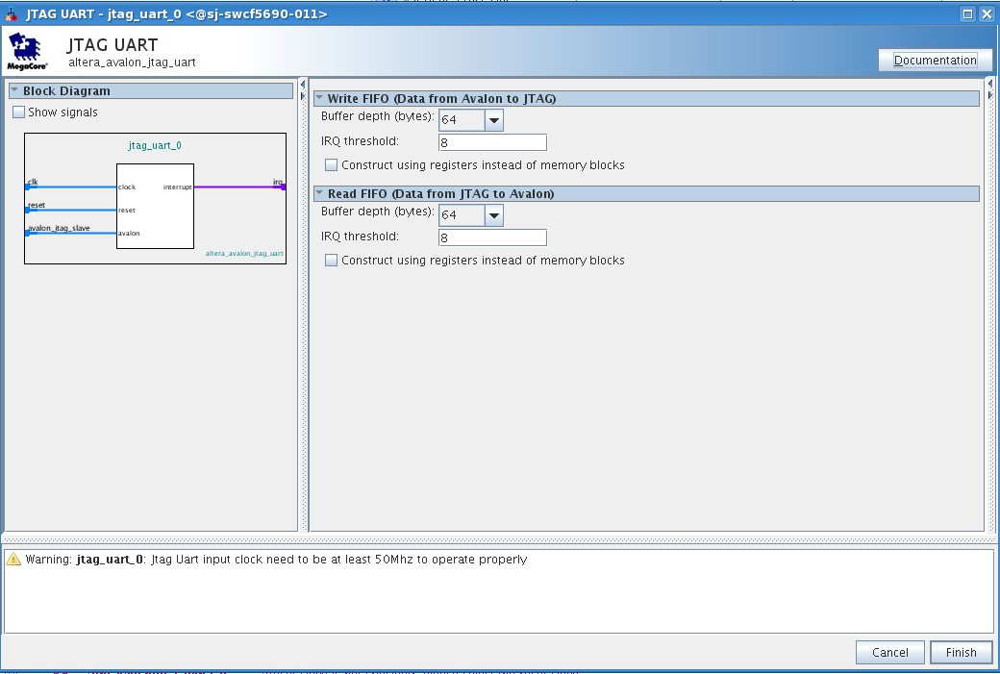 JTAG UART - jtag_uart_0 <@sj-swcf5690-011>
MegaCore®
JTAG UART
altera_avalon_jtag_uart
Documentation
Block Diagram
Show signals
jtag_uart_0
clk
clock
interrupt
irq
reset
reset
avalon_jtag_slave
avalon
altera_avalon_jtag_uart
Write FIFO (Data from Avalon to JTAG)
Buffer depth (bytes): 64
IRQ threshold: 8
Construct using registers instead of memory blocks
Read FIFO (Data from JTAG to Avalon)
Buffer depth (bytes): 64
IRQ threshold: 8
Construct using registers instead of memory blocks
Warning: jtag_uart_0: Jtag Uart input clock need to be at least 50Mhz to operate properly
Cancel
Finish